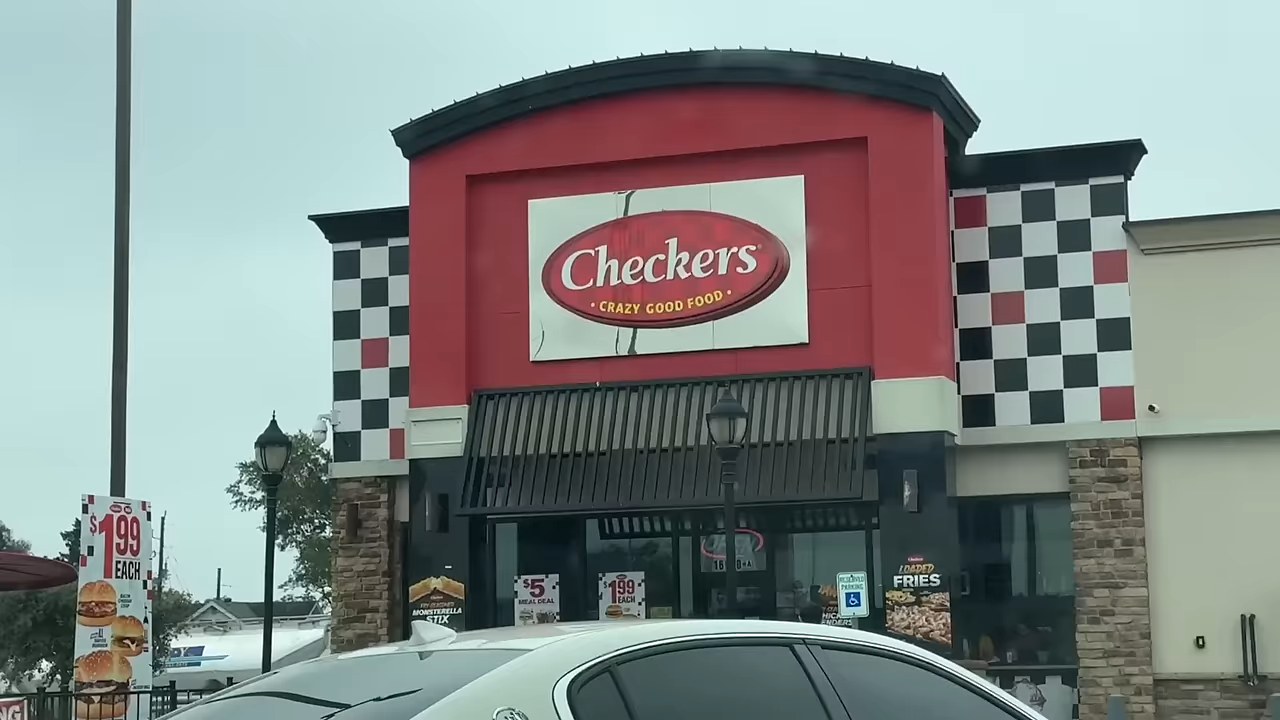 Checkers
CRAZY GOOD FOOD
$1.99
EACH
$5
MEAL DEAL
1.99
EACH
MONSTERELLA
STIX
LOADED
FRIES
RESERVED
PARKING
NG